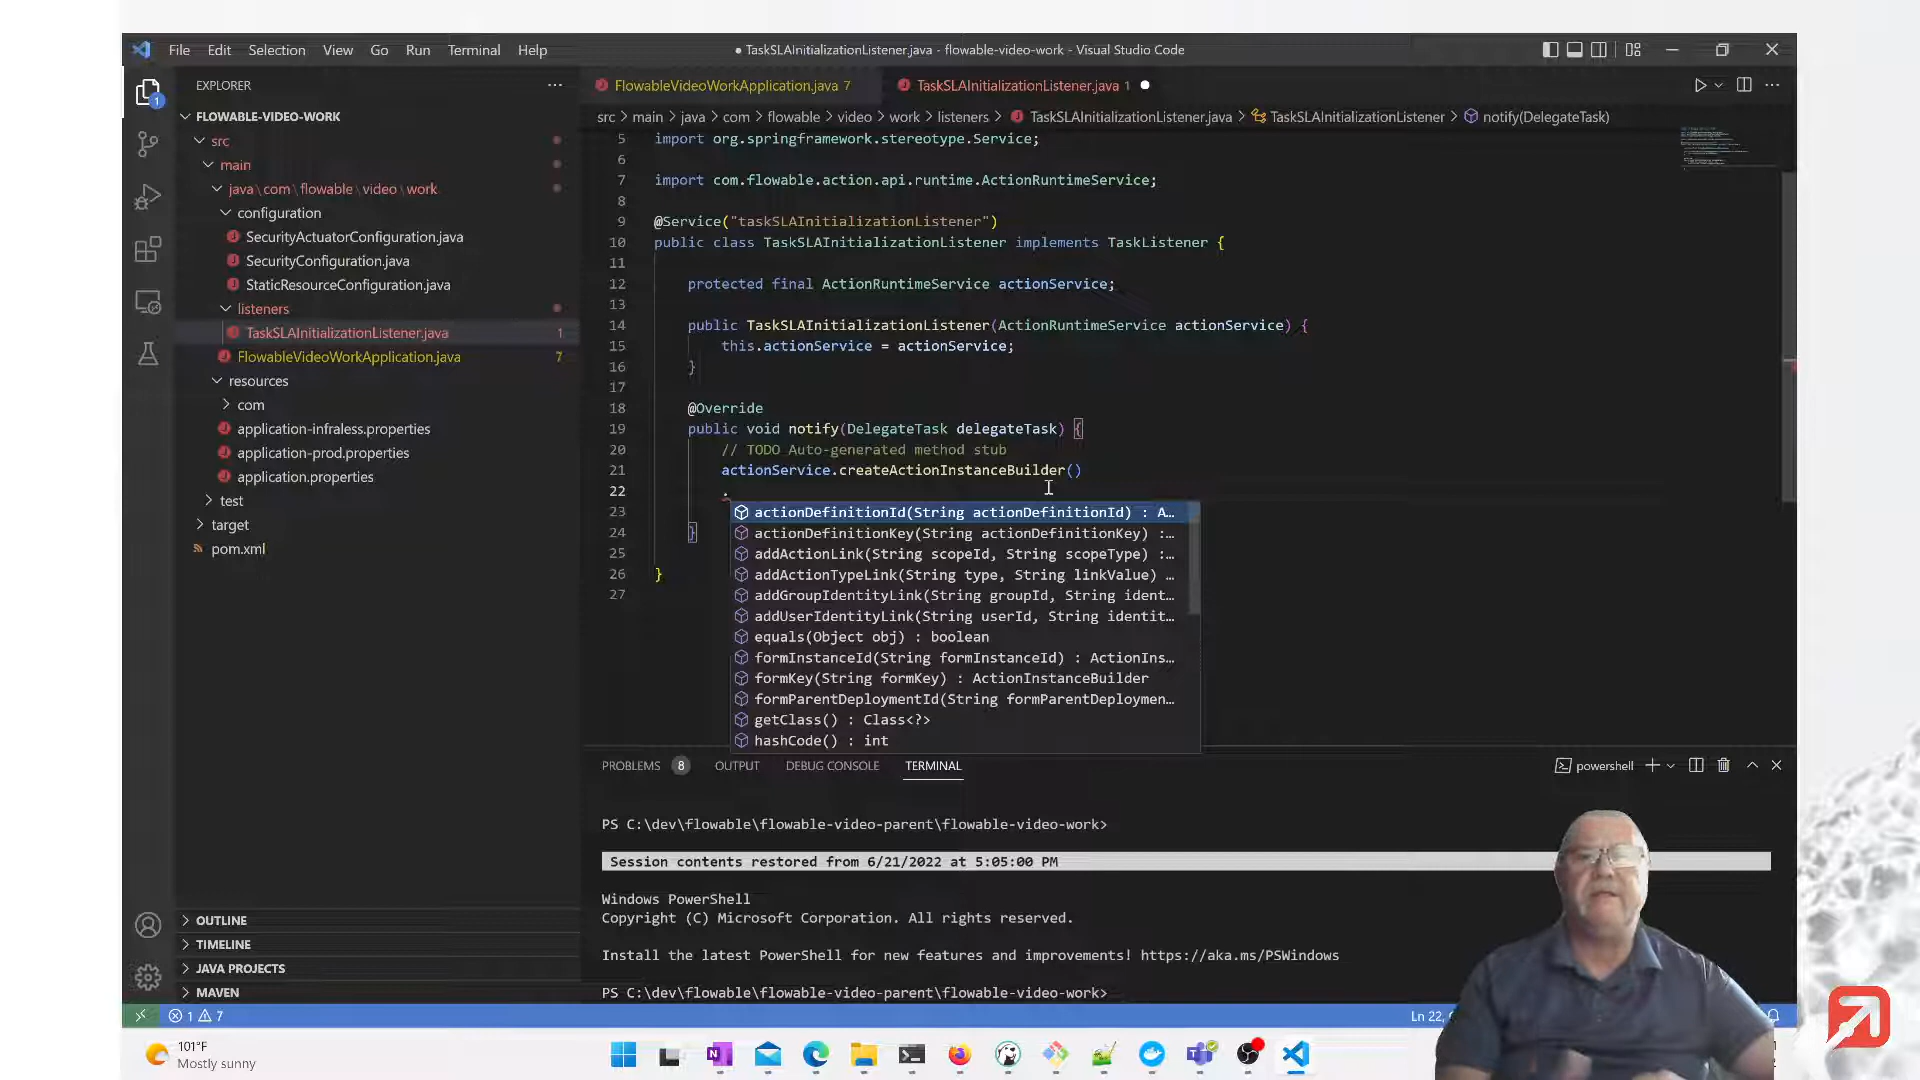 File Edit Selection View Go Run Terminal Help
● TaskSLAInitializationListener.java - flowable-video-work - Visual Studio Code
EXPLORER
FLOWABLE-VIDEO-WORK
src
main
java\com\flowable\video\work
configuration
SecurityActuatorConfiguration.java
SecurityConfiguration.java
StaticResourceConfiguration.java
listeners
TaskSLAInitializationListener.java 1
FlowableVideoWorkApplication.java 7
resources
com
application-infraless.properties
application-prod.properties
application.properties
test
target
pom.xml
OUTLINE
TIMELINE
JAVA PROJECTS
MAVEN
1
FlowableVideoWorkApplication.java 7
TaskSLAInitializationListener.java 1 ●
src > main > java > com > flowable > video > work > listeners > TaskSLAInitializationListener.java > TaskSLAInitializationListener > notify(DelegateTask)
5 import org.springframework.stereotype.Service;
6
7 import com.flowable.action.api.runtime.ActionRuntimeService;
8
9 @Service("taskSLAInitializationListener")
10 public class TaskSLAInitializationListener implements TaskListener {
11
12 protected final ActionRuntimeService actionService;
13
14 public TaskSLAInitializationListener(ActionRuntimeService actionService) {
15 this.actionService = actionService;
16 }
17
18 @Override
19 public void notify(DelegateTask delegateTask) {
20 // TODO Auto-generated method stub
21 actionService.createActionInstanceBuilder()
22 .
23
24 }
25
26 }
27
actionDefinitionId(String actionDefinitionId) : A…
actionDefinitionKey(String actionDefinitionKey) :…
addActionLink(String scopeId, String scopeType) :…
addActionTypeLink(String type, String linkValue) …
addGroupIdentityLink(String groupId, String ident…
addUserIdentityLink(String userId, String identit…
equals(Object obj) : boolean
formInstanceId(String formInstanceId) : ActionIns…
formKey(String formKey) : ActionInstanceBuilder
formParentDeploymentId(String formParentDeploymen…
getClass() : Class<?>
hashCode() : int
PROBLEMS 8 OUTPUT DEBUG CONSOLE TERMINAL
powershell
PS C:\dev\flowable\flowable-video-parent\flowable-video-work>
Session contents restored from 6/21/2022 at 5:05:00 PM
Windows PowerShell
Copyright (C) Microsoft Corporation. All rights reserved.
Install the latest PowerShell for new features and improvements! https://aka.ms/PSWindows
PS C:\dev\flowable\flowable-video-parent\flowable-video-work>
1 7
Ln 22,
101°F
Mostly sunny